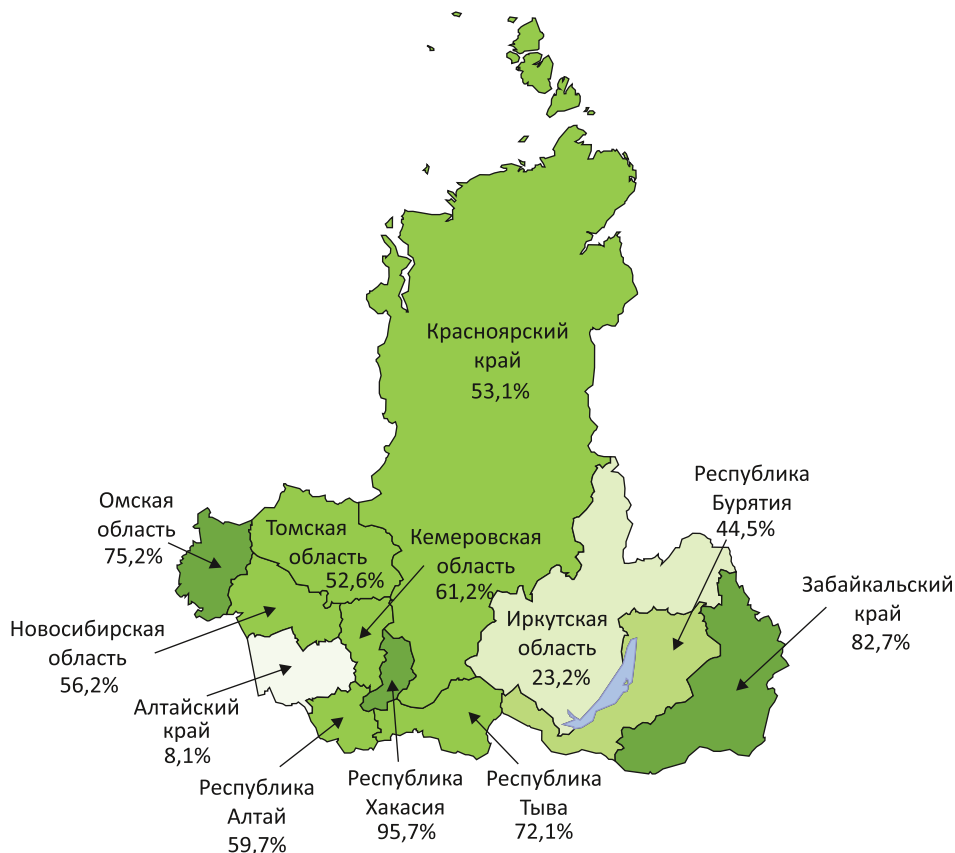 Красноярский
край
53,1%
Республика
Бурятия
44,5%
Омская
область
75,2%
Томская
область
52,6%
Кемеровская
область
61,2%
Забайкальский
край
82,7%
Иркутская
область
23,2%
Новосибирская
область
56,2%
Алтайский
край
8,1%
Республика
Алтай
59,7%
Республика
Хакасия
95,7%
Республика
Тыва
72,1%